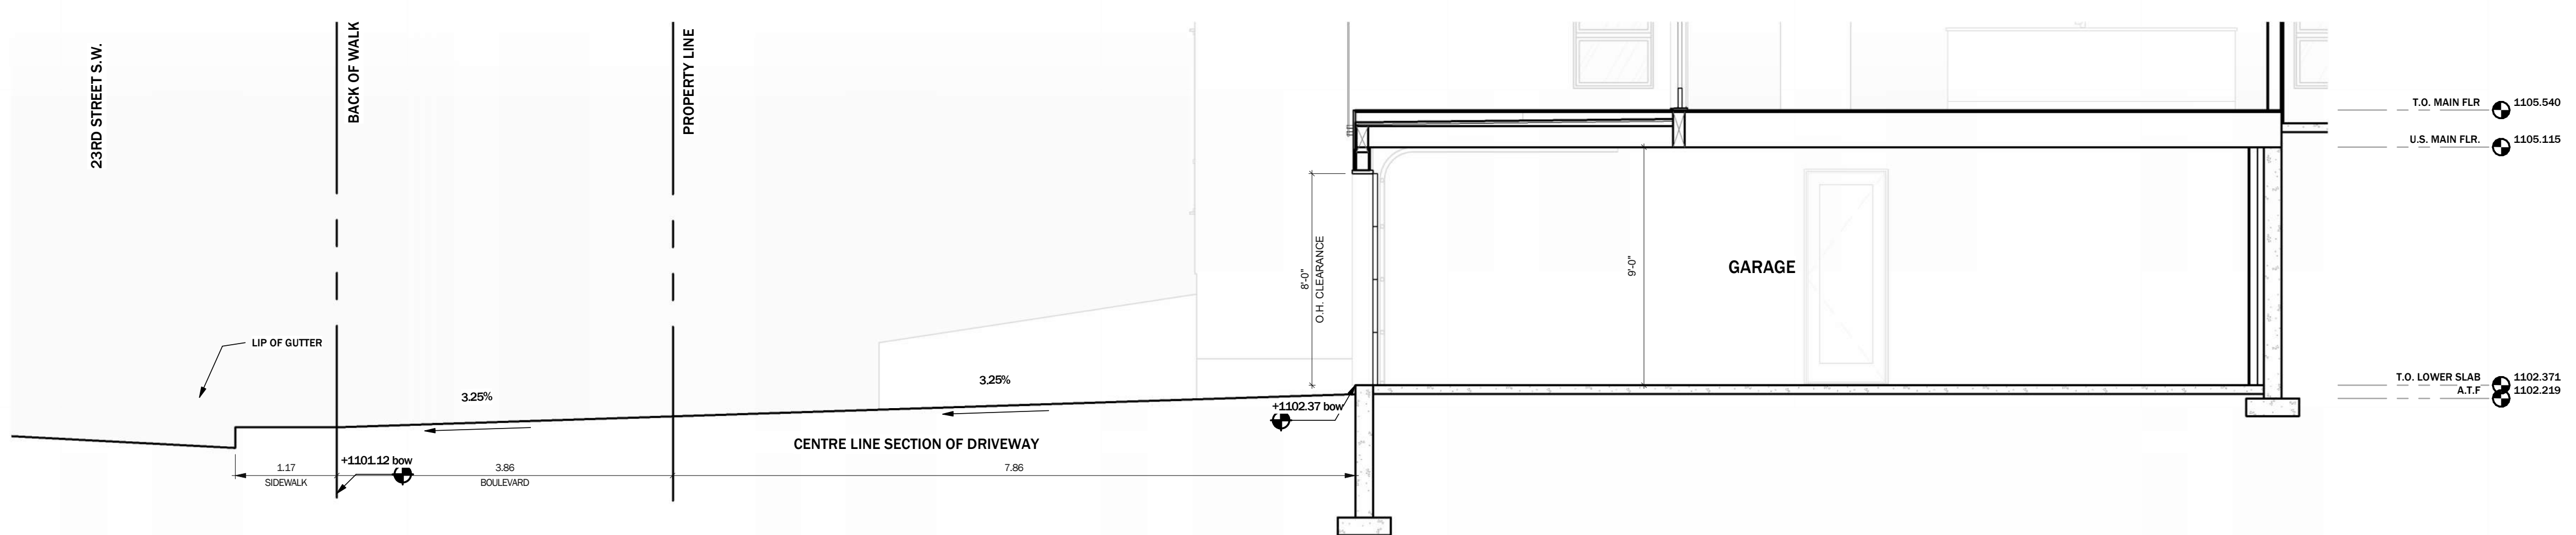 23RD STREET S.W.
BACK OF WALK
PROPERTY LINE
T.O. MAIN FLR 1105.540
U.S. MAIN FLR. 1105.115
8'-0"
O.H. CLEARANCE
9'-0"
GARAGE
LIP OF GUTTER
3.25%
3.25%
T.O. LOWER SLAB 1102.371
A.T.F 1102.219
+1102.37 bow
CENTRE LINE SECTION OF DRIVEWAY
+1101.12 bow
1.17
SIDEWALK
3.86
BOULEVARD
7.86